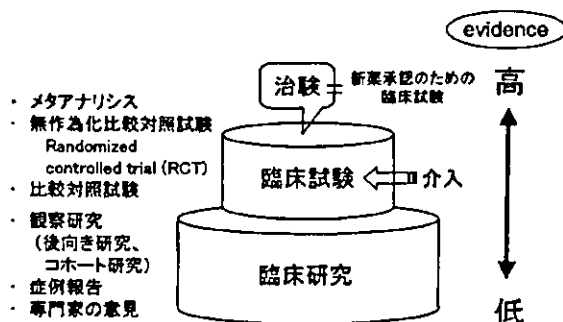 evidence
高
治験
=
新薬承認のための
臨床試験
・ メタアナリシス
・ 無作為化比較対照試験
Randomized
controlled trial (RCT)
・ 比較対照試験
・ 観察研究
(後向き研究、
コホート研究)
・ 症例報告
・ 専門家の意見
臨床試験
介入
臨床研究
低